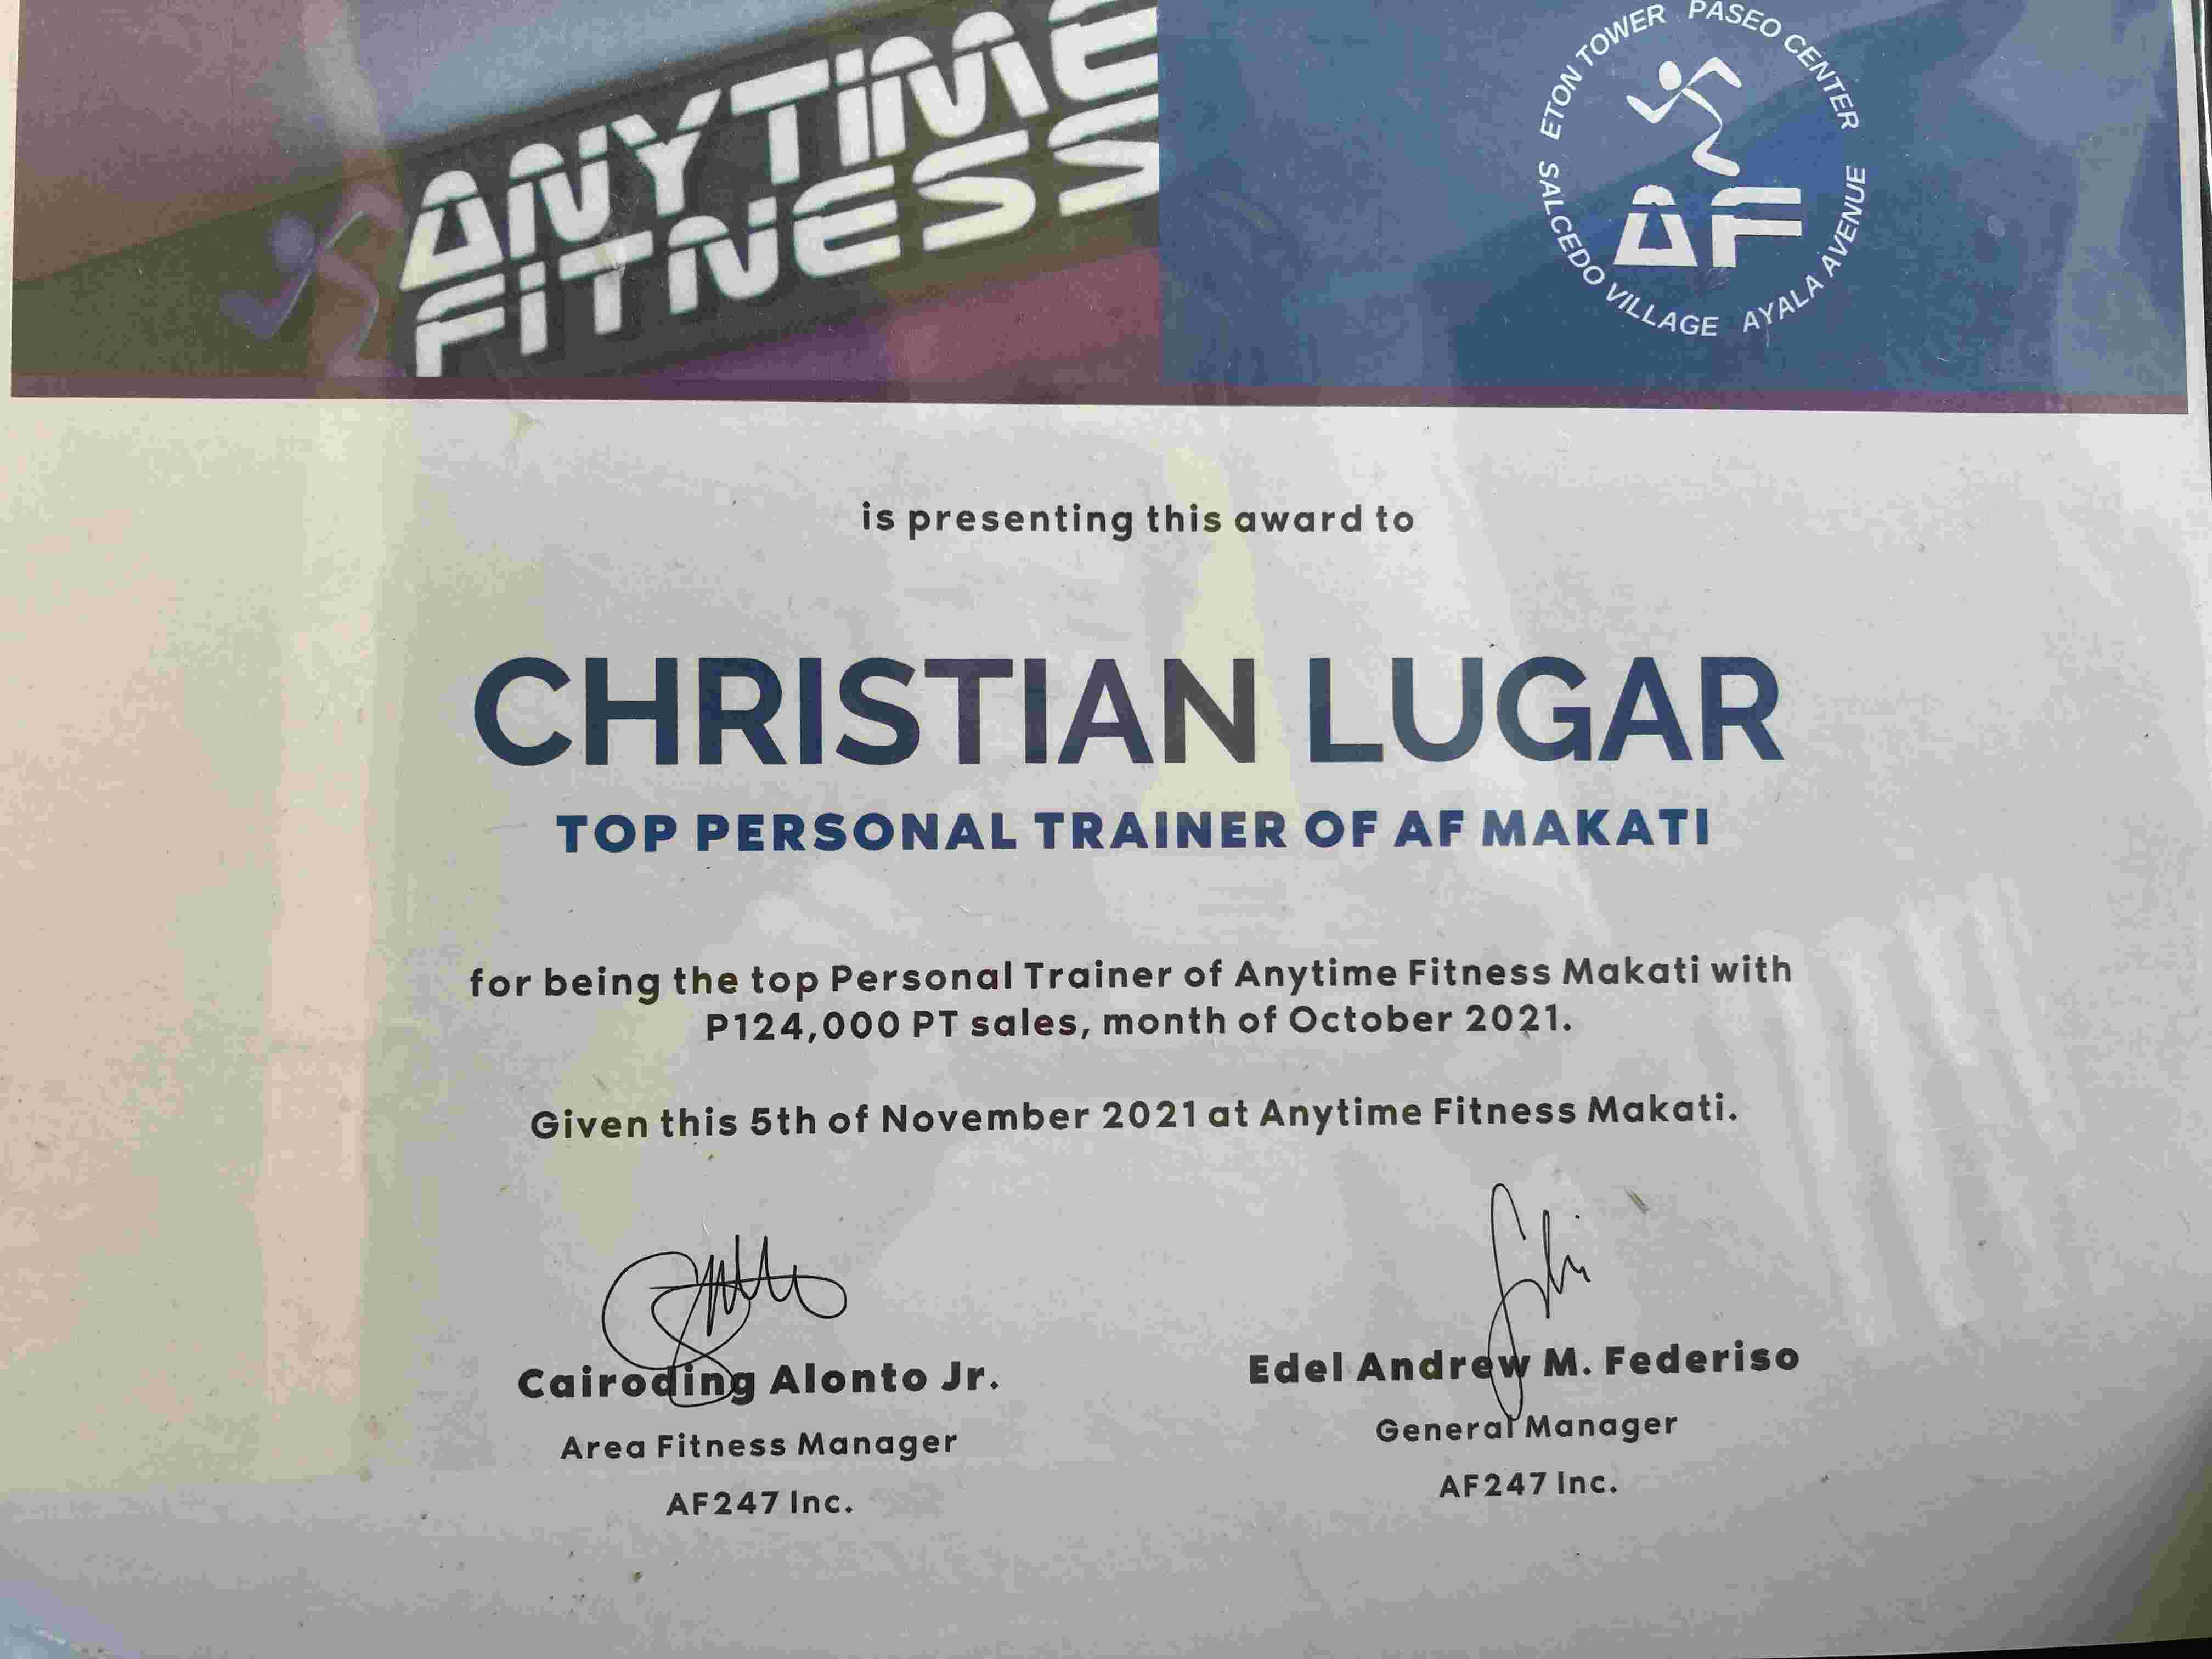 ANYTIME
FITNESS
ETON TOWER PASEO CENTER
SALCEDO VILLAGE AYALA AVENUE
AF
is presenting this award to
CHRISTIAN LUGAR
TOP PERSONAL TRAINER OF AF MAKATI
for being the top Personal Trainer of Anytime Fitness Makati with
P124,000 PT sales, month of October 2021.
Given this 5th of November 2021 at Anytime Fitness Makati.
Cairoding Alonto Jr.
Area Fitness Manager
AF247 Inc.
Edel Andrew M. Federiso
General Manager
AF247 Inc.